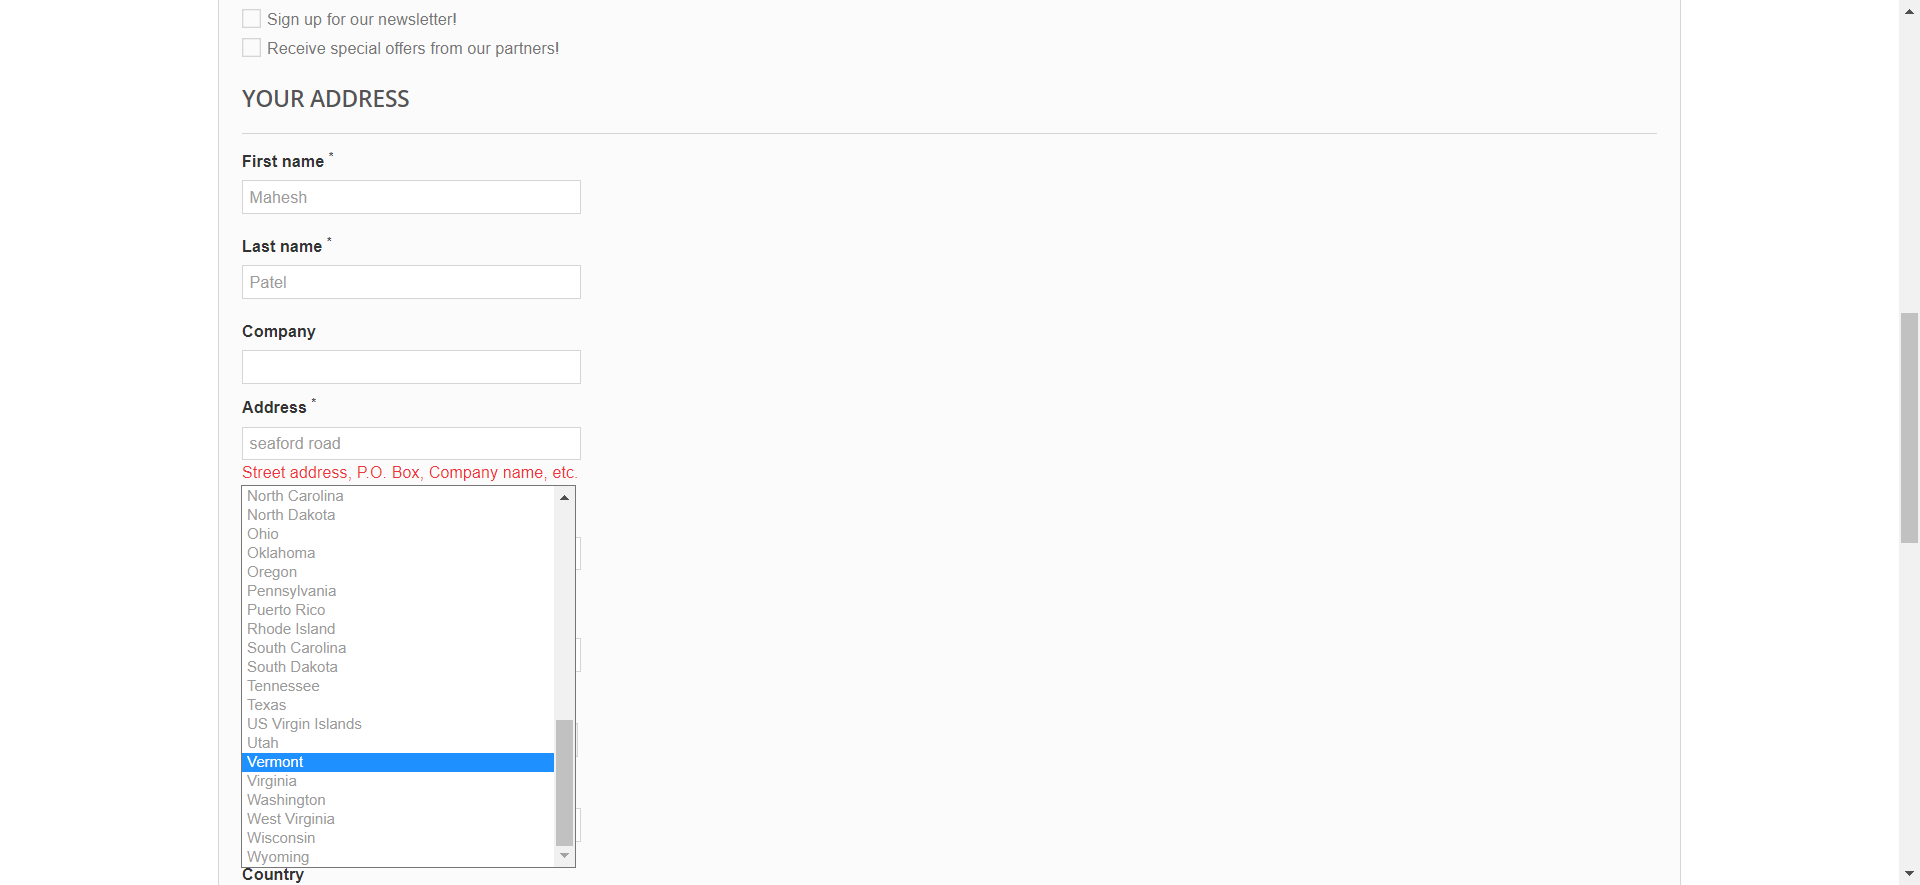 Sign up for our newsletter!
Receive special offers from our partners!
YOUR ADDRESS
First name *
Mahesh
Last name *
Patel
Company
Address *
seaford road
Street address, P.O. Box, Company name, etc.
North Carolina
North Dakota
Ohio
Oklahoma
Oregon
Pennsylvania
Puerto Rico
Rhode Island
South Carolina
South Dakota
Tennessee
Texas
US Virgin Islands
Utah
Vermont
Virginia
Washington
West Virginia
Wisconsin
Wyoming
Country